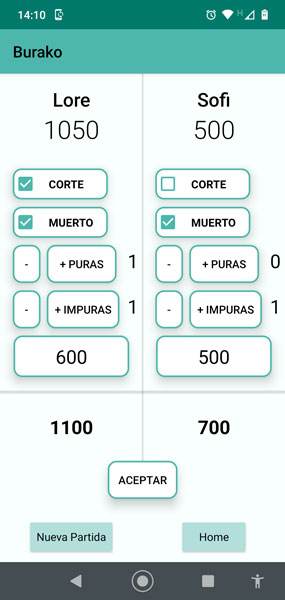 14:10
H
Burako
Lore Sofi
1050 500
CORTE CORTE
MUERTO MUERTO
- + PURAS 1 - + PURAS 0
- + IMPURAS 1 - + IMPURAS 1
600 500
1100 700
ACEPTAR
Nueva Partida Home